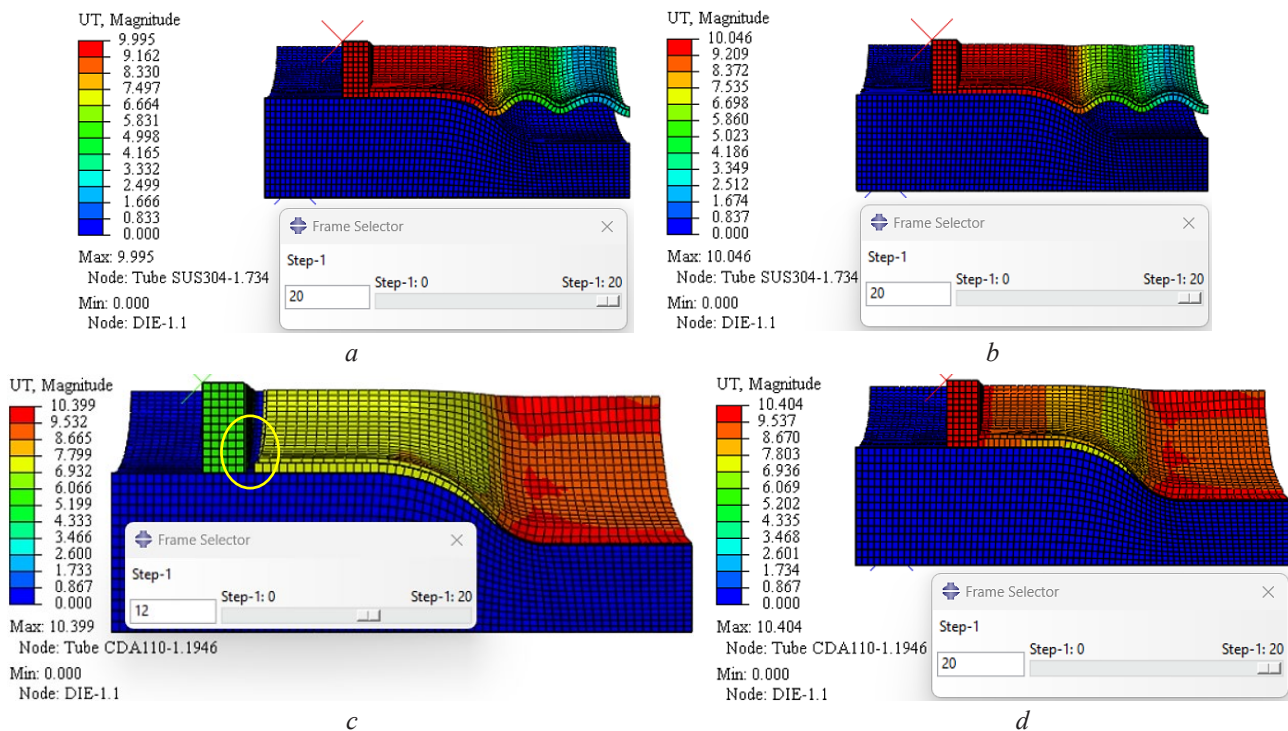 UT, Magnitude
9.995
9.162
8.330
7.497
6.664
5.831
4.998
4.165
3.332
2.499
1.666
0.833
0.000
Max: 9.995
Node: Tube SUS304-1.734
Min: 0.000
Node: DIE-1.1
Frame Selector
Step-1
Step-1: 0
Step-1: 20
20
a
UT, Magnitude
10.046
9.209
8.372
7.535
6.698
5.860
5.023
4.186
3.349
2.512
1.674
0.837
0.000
Max: 10.046
Node: Tube SUS304-1.734
Min: 0.000
Node: DIE-1.1
Frame Selector
Step-1
Step-1: 0
Step-1: 20
20
b
UT, Magnitude
10.399
9.532
8.665
7.799
6.932
6.066
5.199
4.333
3.466
2.600
1.733
0.867
0.000
Max: 10.399
Node: Tube CDA110-1.1946
Min: 0.000
Node: DIE-1.1
Frame Selector
Step-1
Step-1: 0
Step-1: 20
12
c
UT, Magnitude
10.404
9.537
8.670
7.803
6.936
6.069
5.202
4.335
3.468
2.601
1.734
0.867
0.000
Max: 10.404
Node: Tube CDA110-1.1946
Min: 0.000
Node: DIE-1.1
Frame Selector
Step-1
Step-1: 0
Step-1: 20
20
d